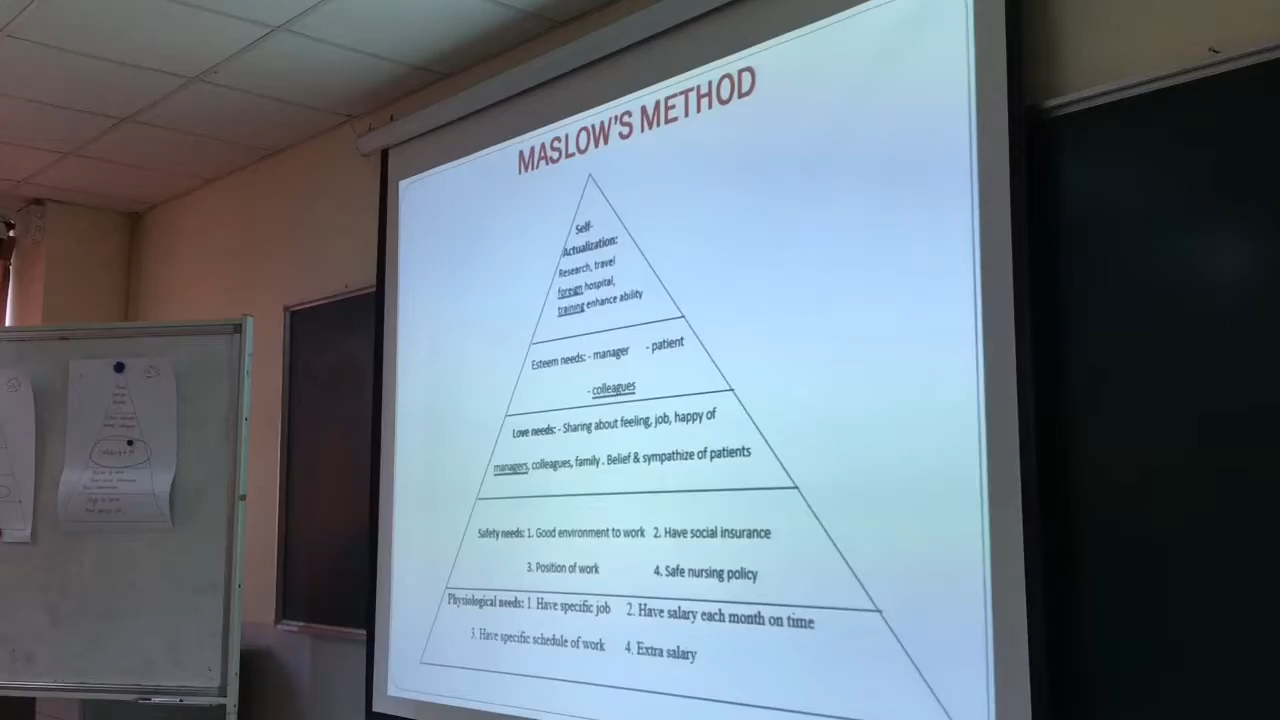 MASLOW'S METHOD
Self-
Actualization:
Research, travel
foreign hospital,
training enhance ability
Esteem needs: - manager - patient
- colleagues
Love needs: - Sharing about feeling, job, happy of
managers, colleagues, family . Belief & sympathize of patients
Safety needs: 1. Good environment to work 2. Have social insurance
3. Position of work 4. Safe nursing policy
Physiological needs: 1. Have specific job 2. Have salary each month on time
3. Have specific schedule of work 4. Extra salary